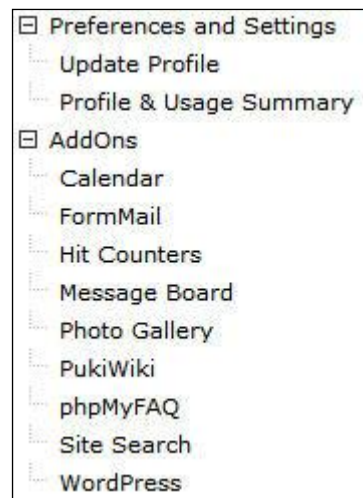 Preferences and Settings
Update Profile
Profile & Usage Summary
AddOns
Calendar
FormMail
Hit Counters
Message Board
Photo Gallery
PukiWiki
phpMyFAQ
Site Search
WordPress